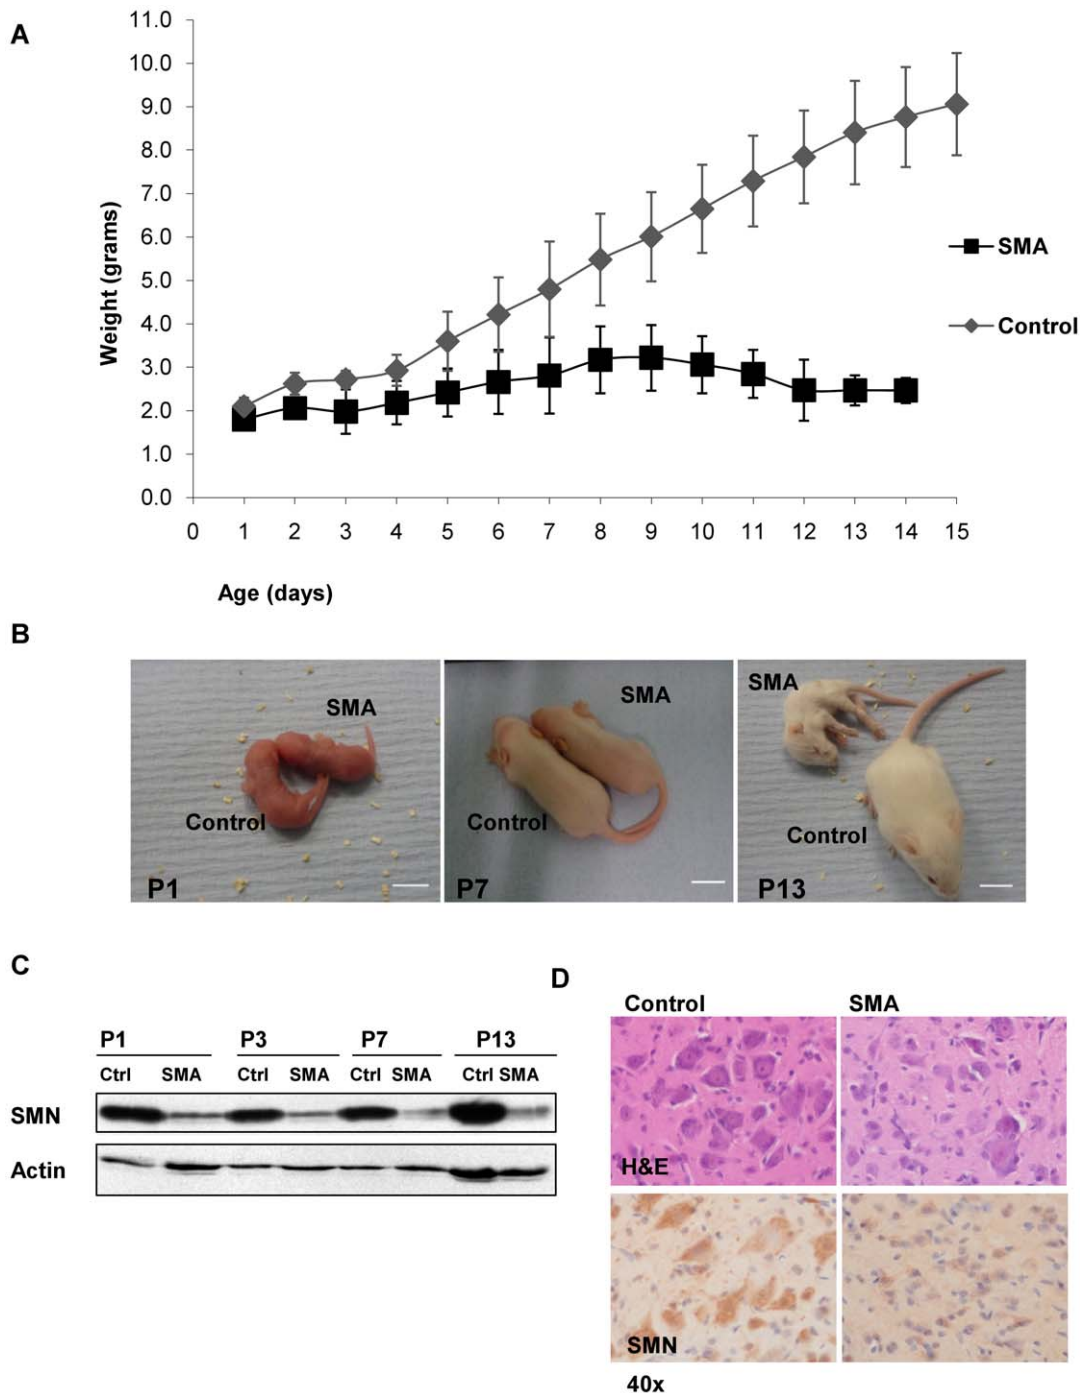 A
11.0
10.0
9.0
8.0
7.0
6.0
5.0
4.0
3.0
2.0
1.0
0.0
Weight (grams)
0 1 2 3 4 5 6 7 8 9 10 11 12 13 14 15
Age (days)
SMA
Control
B
SMA
Control
P1
SMA
Control
P7
SMA
Control
P13
C
P1 P3 P7 P13
Ctrl SMA Ctrl SMA Ctrl SMA Ctrl SMA
SMN
Actin
D
Control SMA
H&E
SMN
40x